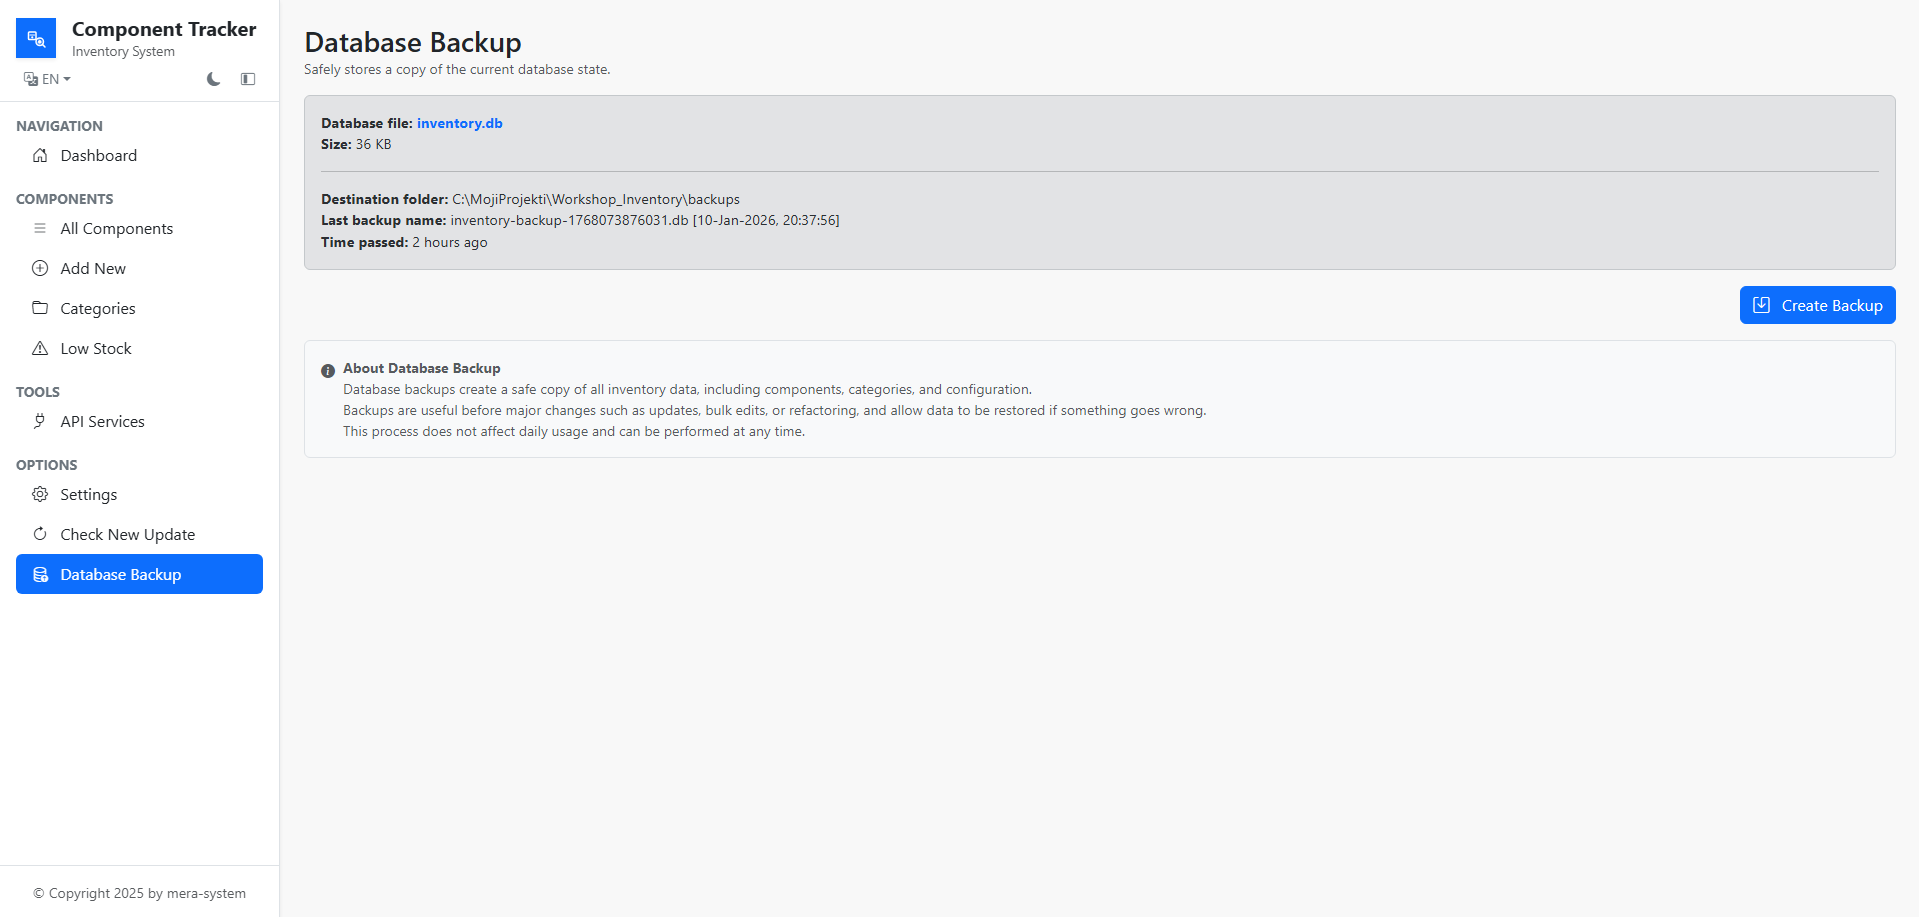 Component Tracker
Inventory System
EN
NAVIGATION
Dashboard
COMPONENTS
All Components
Add New
Categories
Low Stock
TOOLS
API Services
OPTIONS
Settings
Check New Update
Database Backup
© Copyright 2025 by mera-system
Database Backup
Safely stores a copy of the current database state.
Database file: inventory.db
Size: 36 KB
Destination folder: C:\MojiProjekti\Workshop_Inventory\backups
Last backup name: inventory-backup-1768073876031.db [10-Jan-2026, 20:37:56]
Time passed: 2 hours ago
Create Backup
About Database Backup
Database backups create a safe copy of all inventory data, including components, categories, and configuration.
Backups are useful before major changes such as updates, bulk edits, or refactoring, and allow data to be restored if something goes wrong.
This process does not affect daily usage and can be performed at any time.